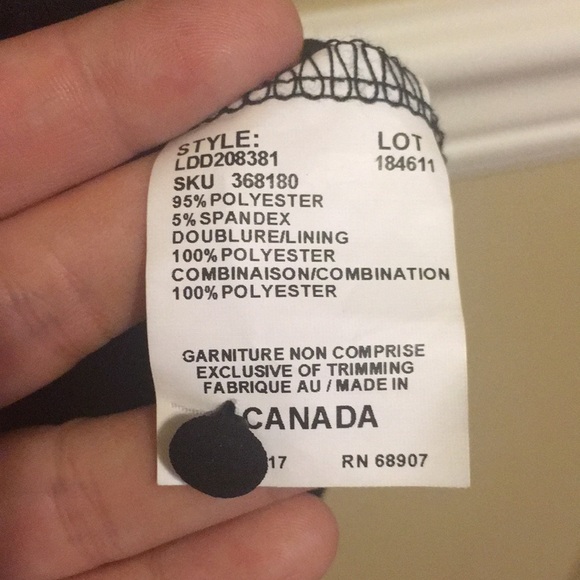 STYLE: LOT
LDD208381 184611
SKU 368180
95% POLYESTER
5% SPANDEX
DOUBLURE/LINING
100% POLYESTER
COMBINAISON/COMBINATION
100% POLYESTER
GARNITURE NON COMPRISE
EXCLUSIVE OF TRIMMING
FABRIQUE AU / MADE IN
CANADA
17 RN 68907